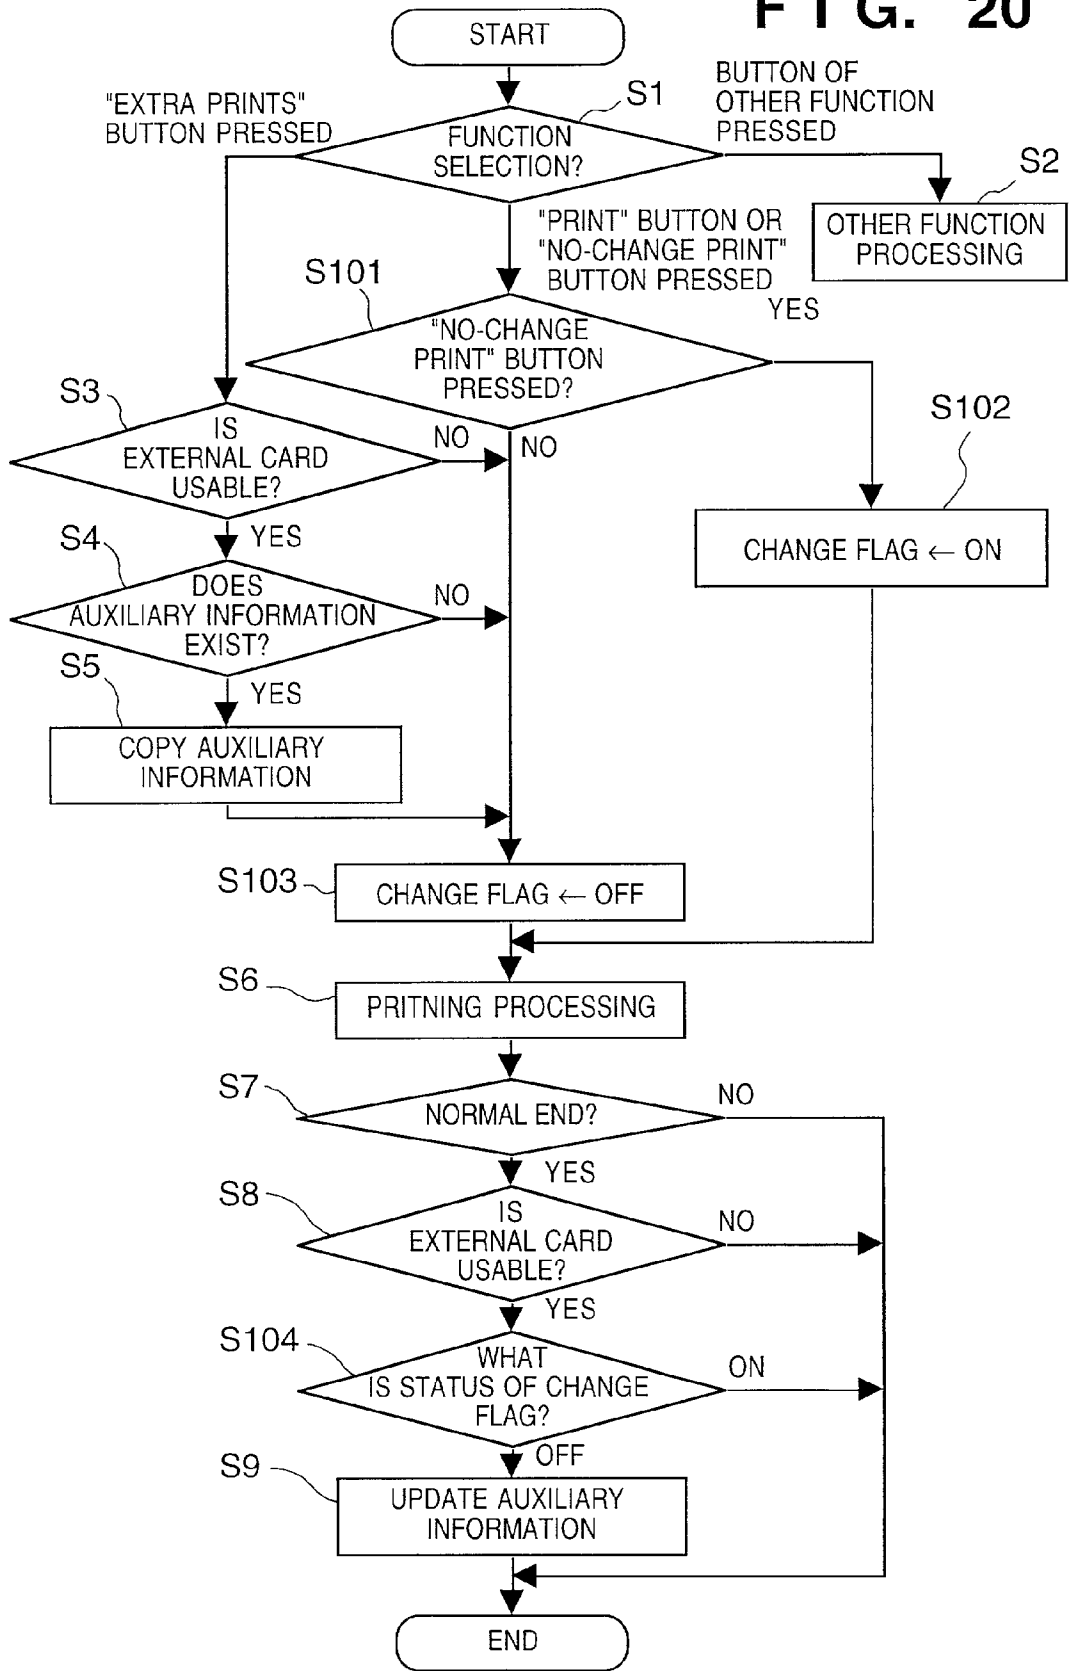 FIG. 20
START
"EXTRA PRINTS"
BUTTON PRESSED
S1
BUTTON OF
OTHER FUNCTION
PRESSED
FUNCTION
SELECTION?
S2
OTHER FUNCTION
PROCESSING
"PRINT" BUTTON OR
"NO-CHANGE PRINT"
BUTTON PRESSED
S101
YES
"NO-CHANGE
PRINT" BUTTON
PRESSED?
S3
IS
EXTERNAL CARD
USABLE?
NO
NO
S102
CHANGE FLAG ← ON
YES
S4
DOES
AUXILIARY INFORMATION
EXIST?
NO
YES
S5
COPY AUXILIARY
INFORMATION
S103
CHANGE FLAG ← OFF
S6
PRITNING PROCESSING
S7
NORMAL END?
NO
YES
S8
IS
EXTERNAL CARD
USABLE?
NO
YES
S104
WHAT
IS STATUS OF CHANGE
FLAG?
ON
OFF
S9
UPDATE AUXILIARY
INFORMATION
END